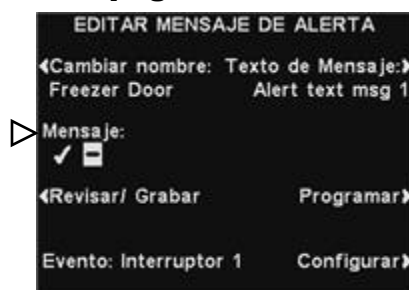 EDITAR MENSAJE DE ALERTA
Cambiar nombre: Texto de Mensaje:
Freezer Door Alert text msg 1
Mensaje:
Revisar/ Grabar Programar
Evento: Interruptor 1 Configurar